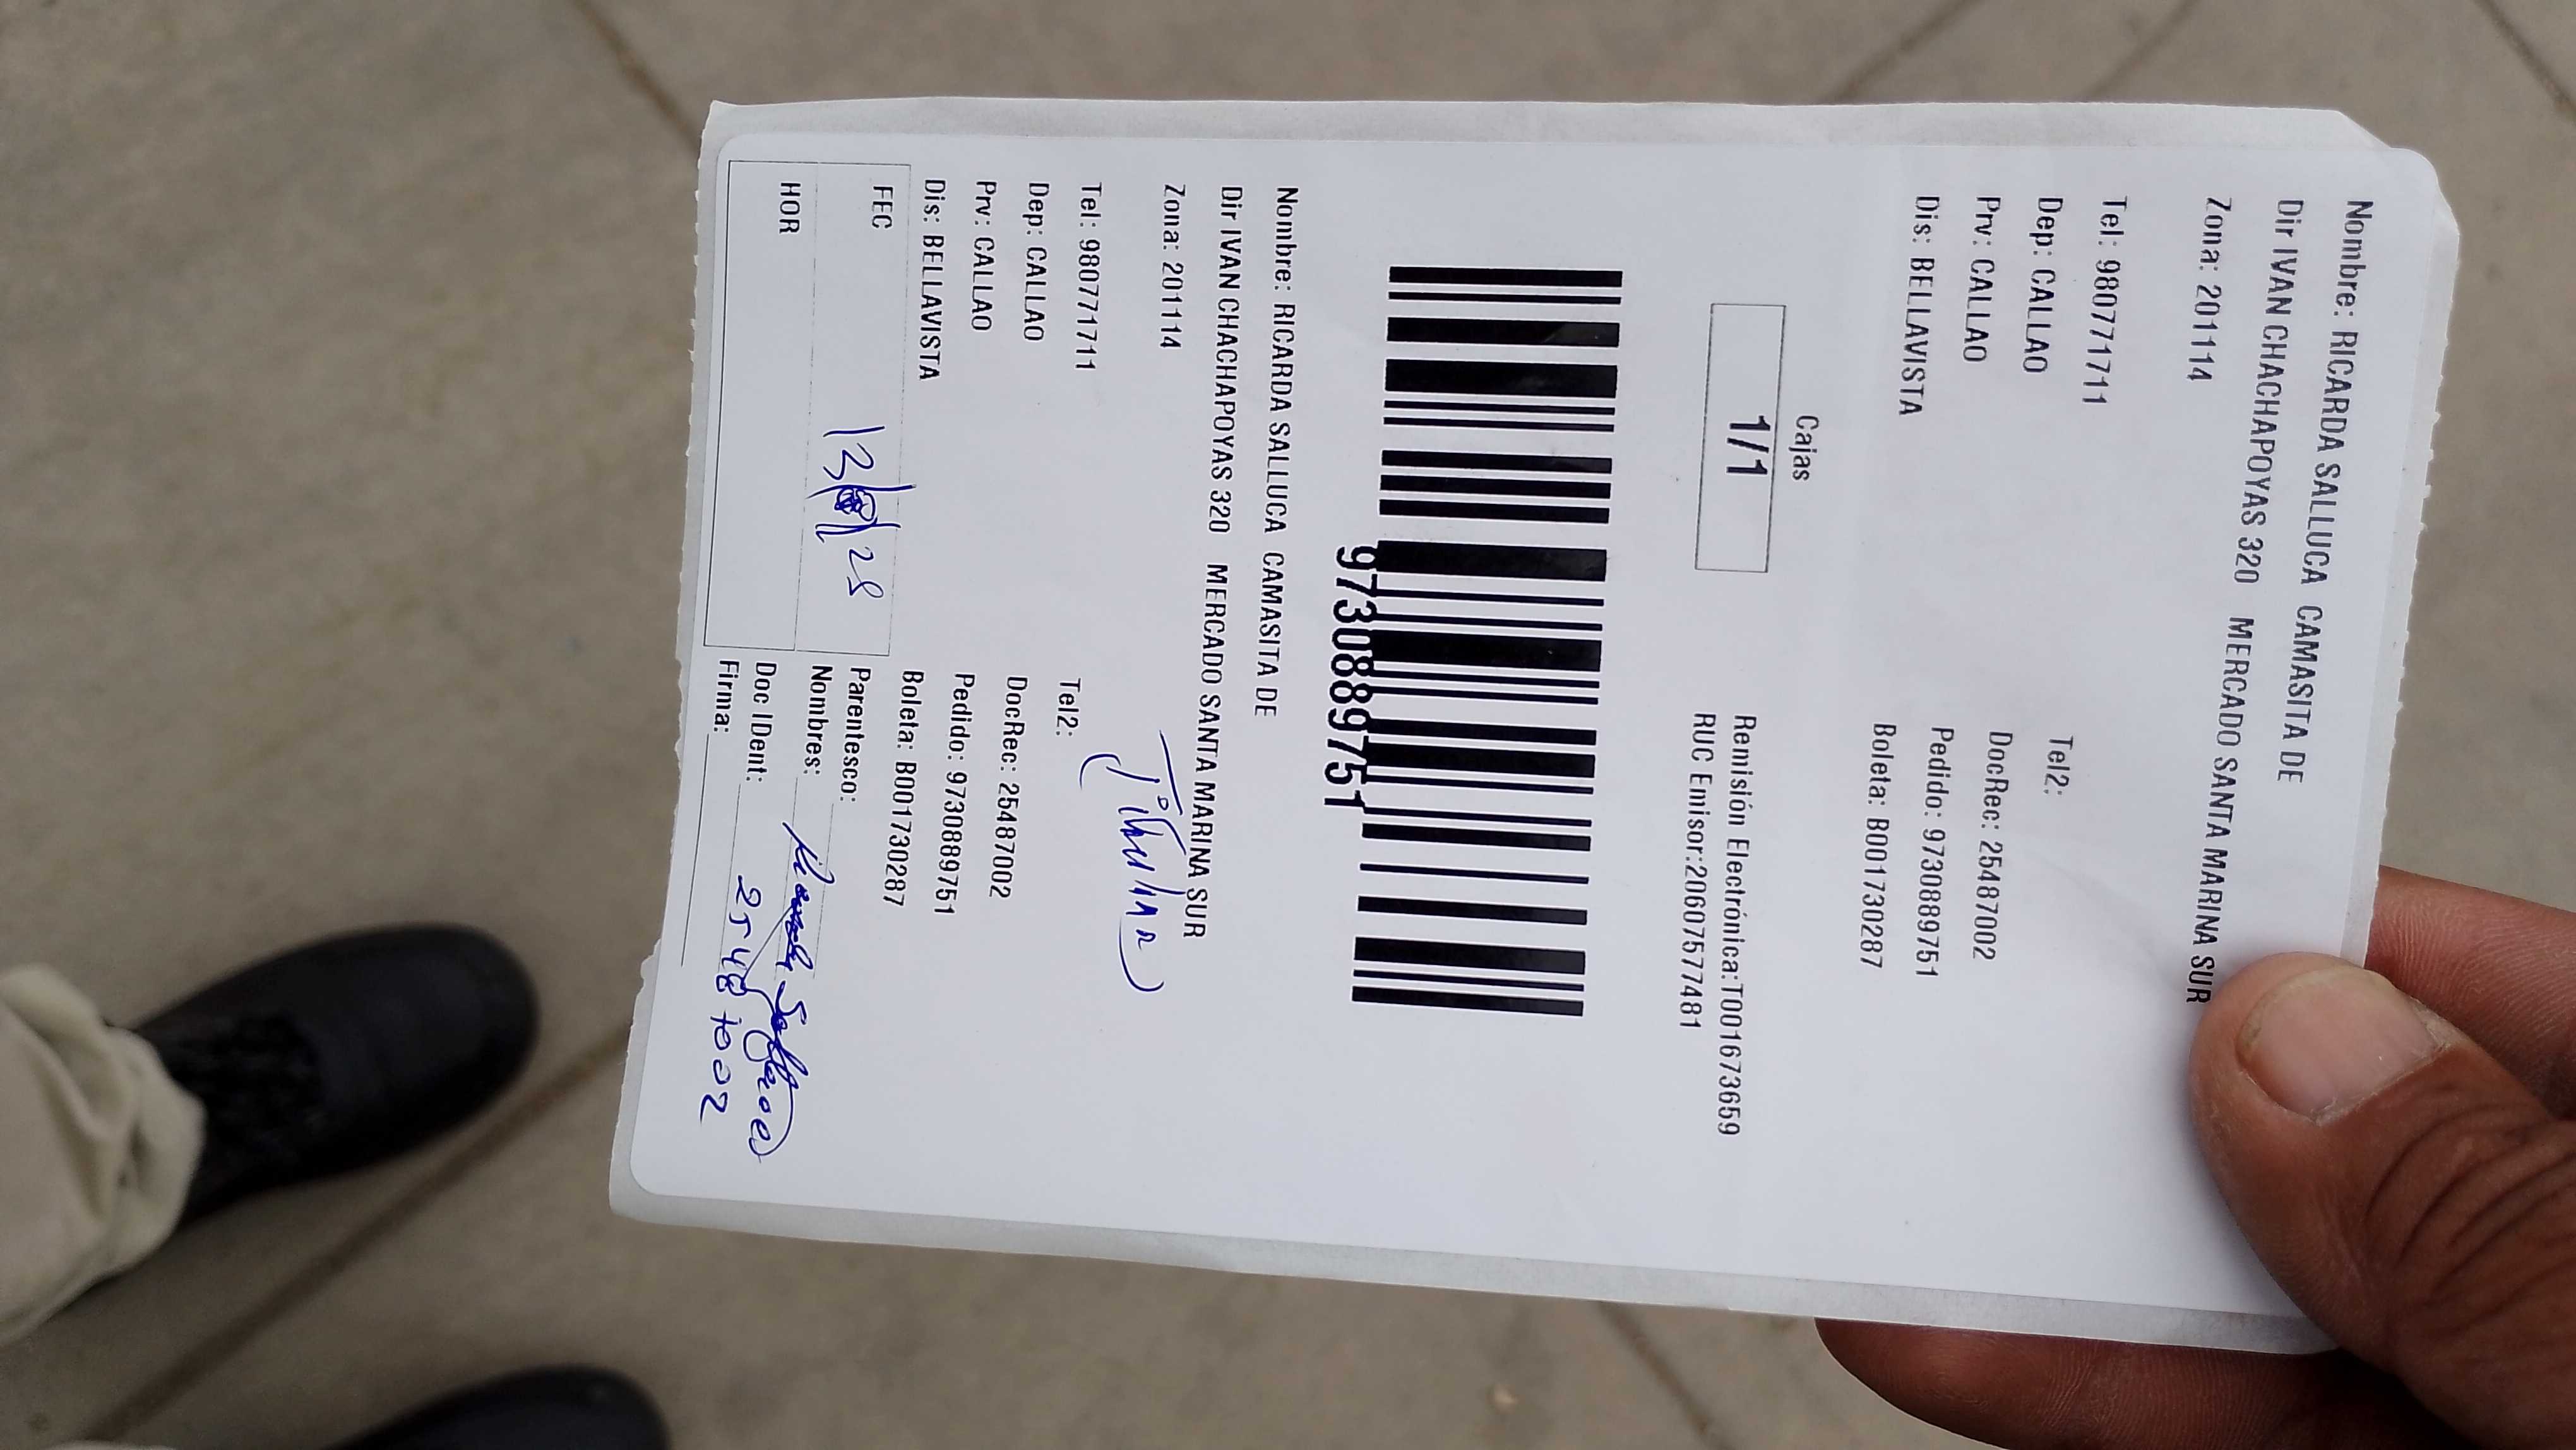 Nombre: RICARDA SALLUCA CAMASITA DE
Dir IVAN CHACHAPOYAS 320 MERCADO SANTA MARINA SUR
Zona: 201114
Tel: 980771711
Tel2:
Dep: CALLAO
DocRec: 25487002
Prv: CALLAO
Pedido: 9730889751
Dis: BELLAVISTA
Boleta: B001730287
Cajas
1/1
Remisión Electrónica:T001673659
RUC Emisor:20607577481
9730889751
Nombre: RICARDA SALLUCA CAMASITA DE
Dir IVAN CHACHAPOYAS 320 MERCADO SANTA MARINA SUR
Zona: 201114
Titular
Tel: 980771711
Tel2:
Dep: CALLAO
DocRec: 25487002
Prv: CALLAO
Pedido: 9730889751
Dis: BELLAVISTA
Boleta: B001730287
FEC
Parentesco:
HOR
Nombres:
Doc IDent: 25487002
Firma: